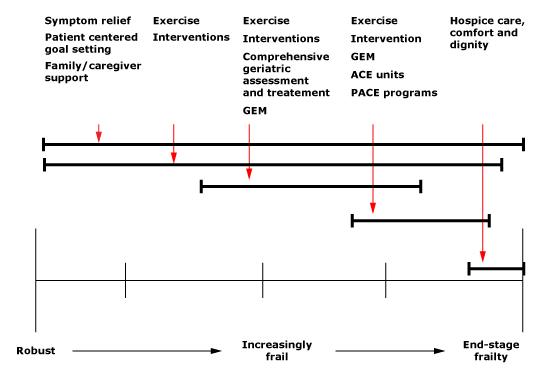 Symptom relief
Patient centered
goal setting
Family/caregiver
support
Exercise
Interventions
Exercise
Interventions
Comprehensive
geriatric
assessment
and treatement
GEM
Exercise
Intervention
GEM
ACE units
PACE programs
Hospice care,
comfort and
dignity
Robust
Increasingly
frail
End-stage
frailty